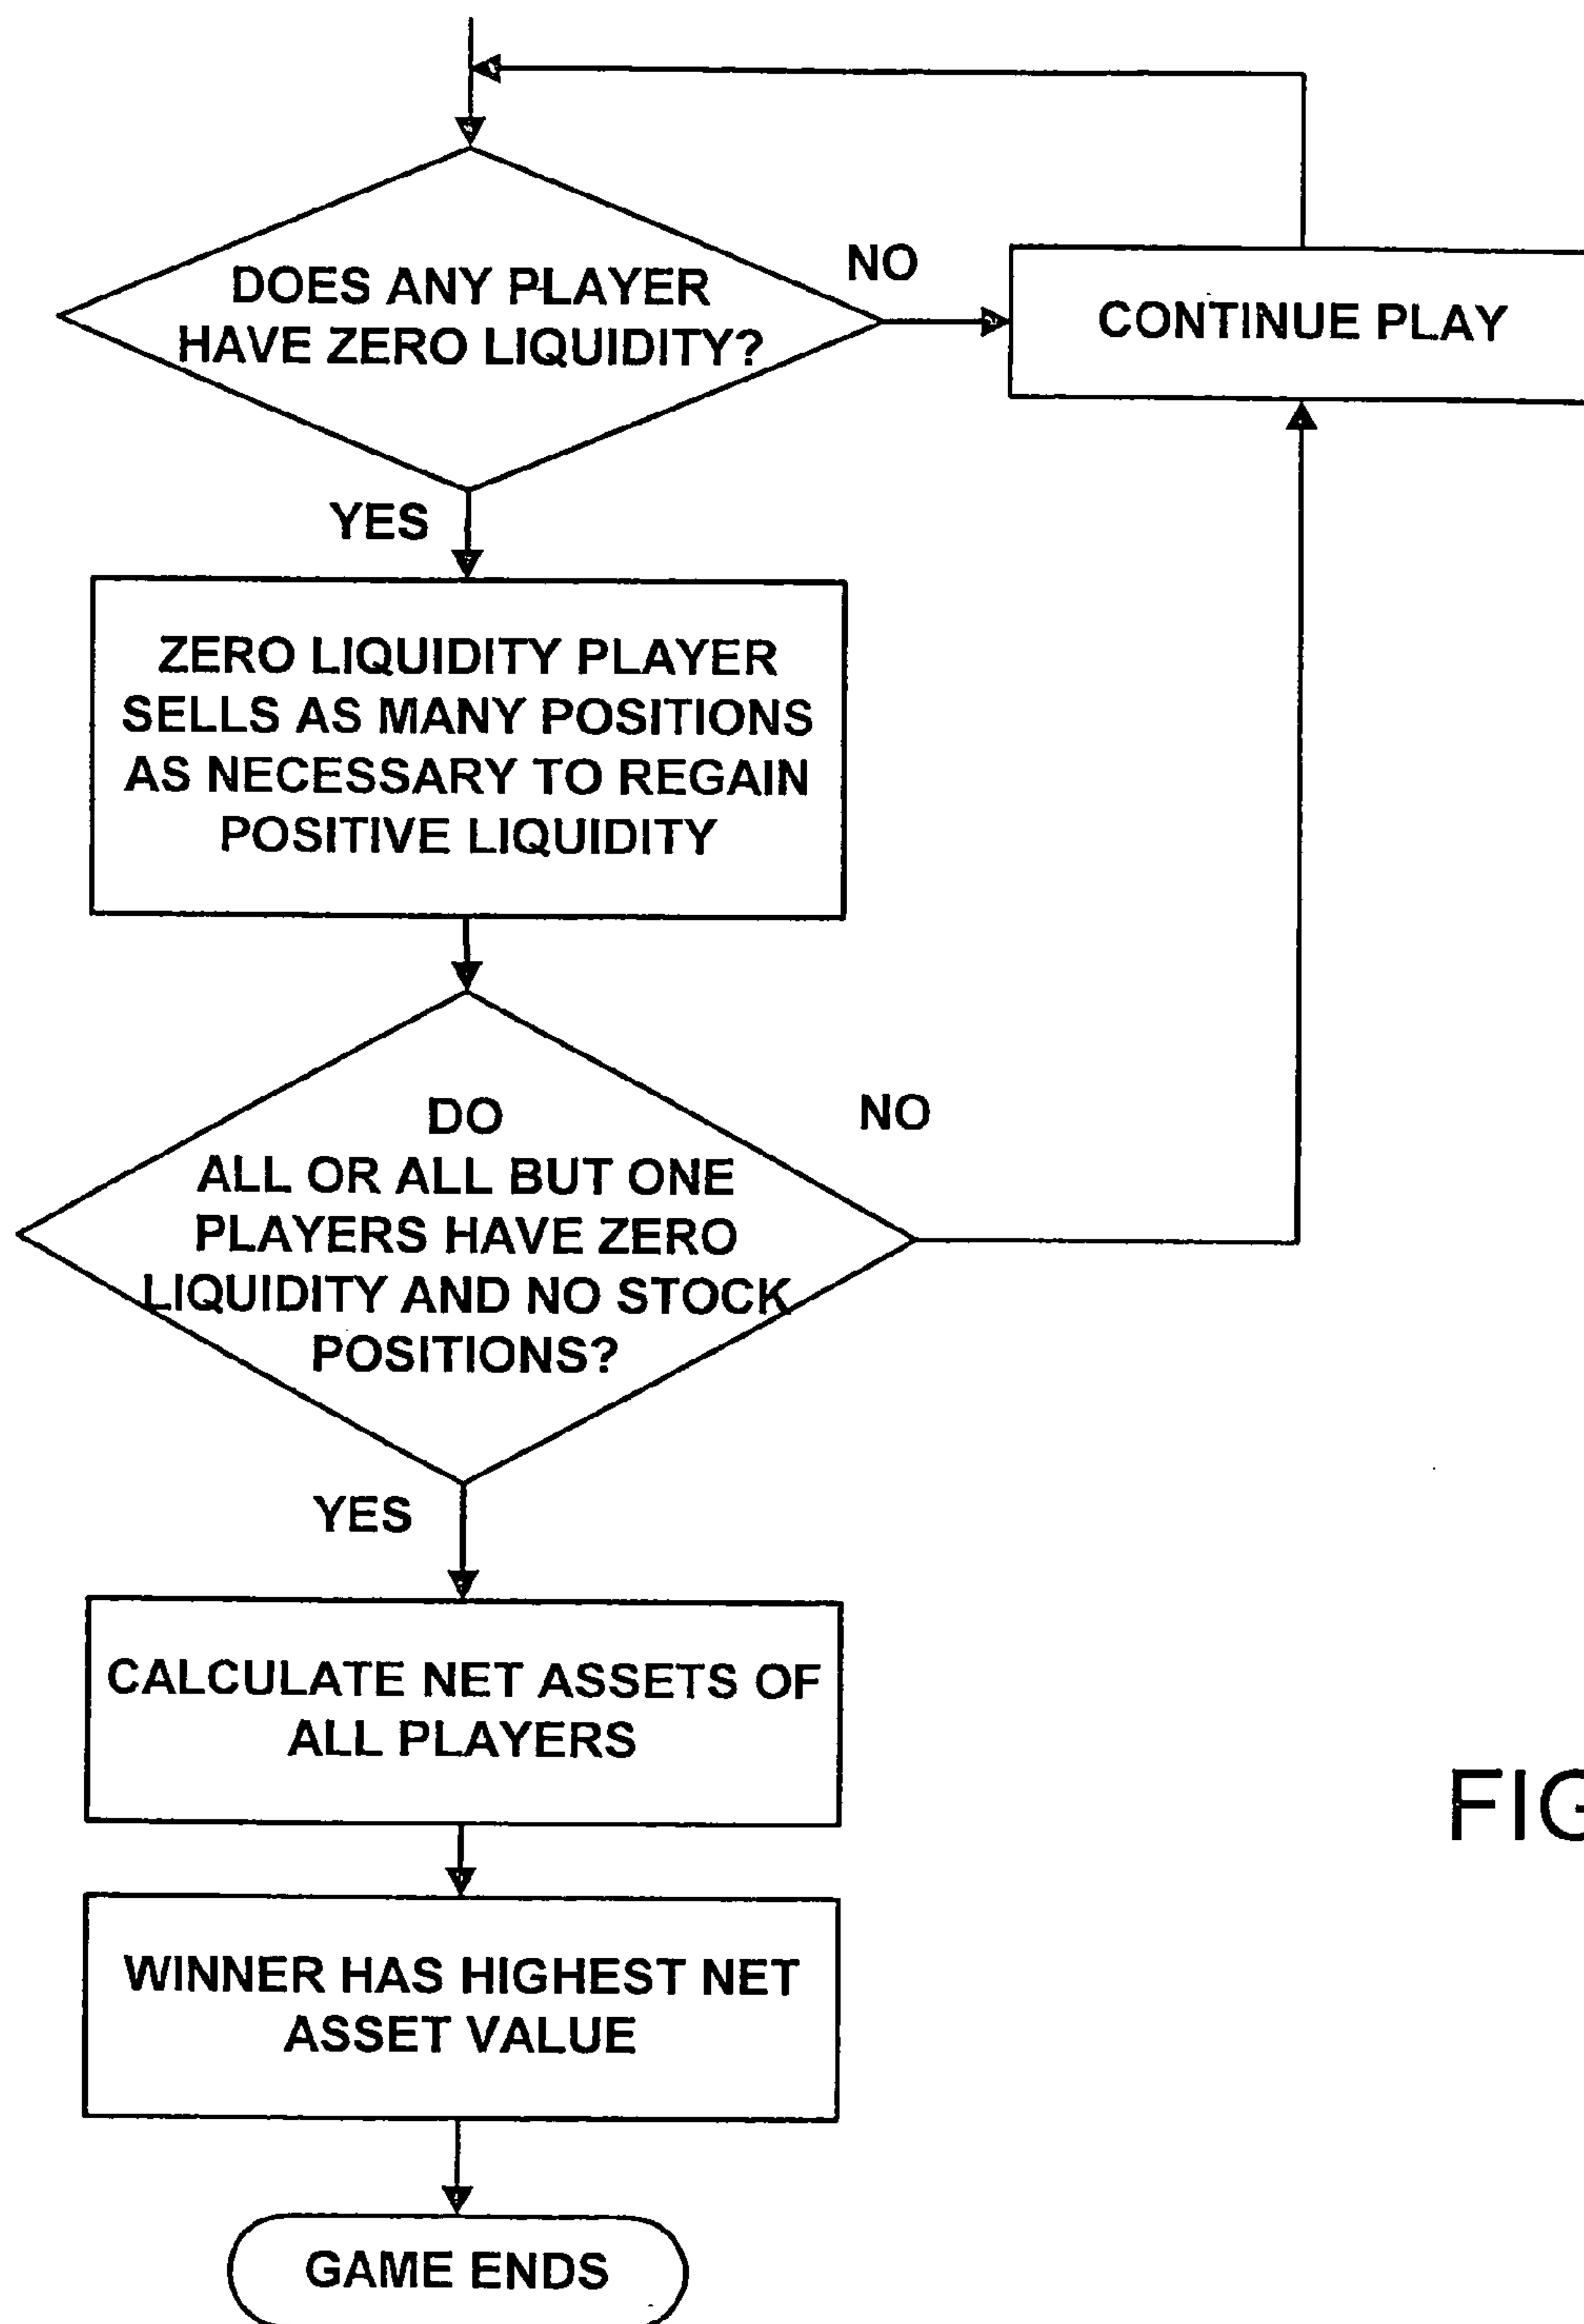 DOES ANY PLAYER
HAVE ZERO LIQUIDITY?
NO
CONTINUE PLAY
YES
ZERO LIQUIDITY PLAYER
SELLS AS MANY POSITIONS
AS NECESSARY TO REGAIN
POSITIVE LIQUIDITY
DO
ALL OR ALL BUT ONE
PLAYERS HAVE ZERO
LIQUIDITY AND NO STOCK
POSITIONS?
NO
YES
CALCULATE NET ASSETS OF
ALL PLAYERS
FIG
WINNER HAS HIGHEST NET
ASSET VALUE
GAME ENDS